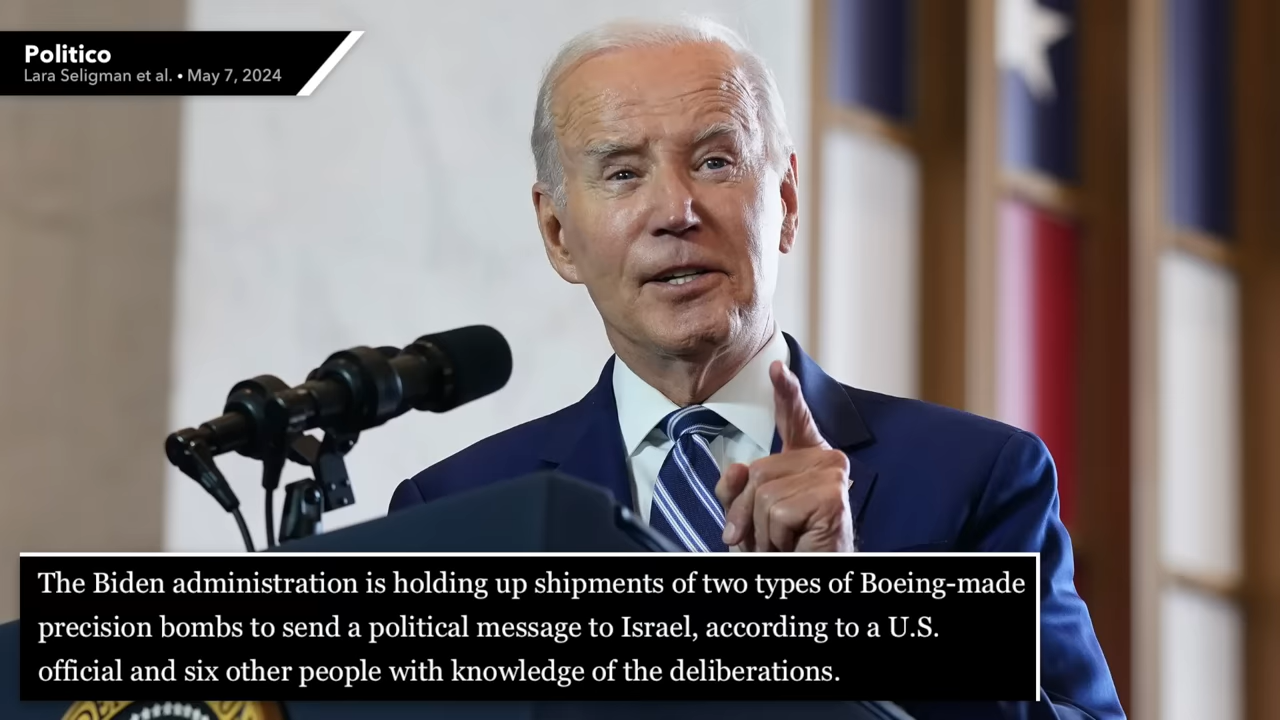 Politico
Lara Seligman et al. • May 7, 2024
The Biden administration is holding up shipments of two types of Boeing-made
precision bombs to send a political message to Israel, according to a U.S.
official and six other people with knowledge of the deliberations.